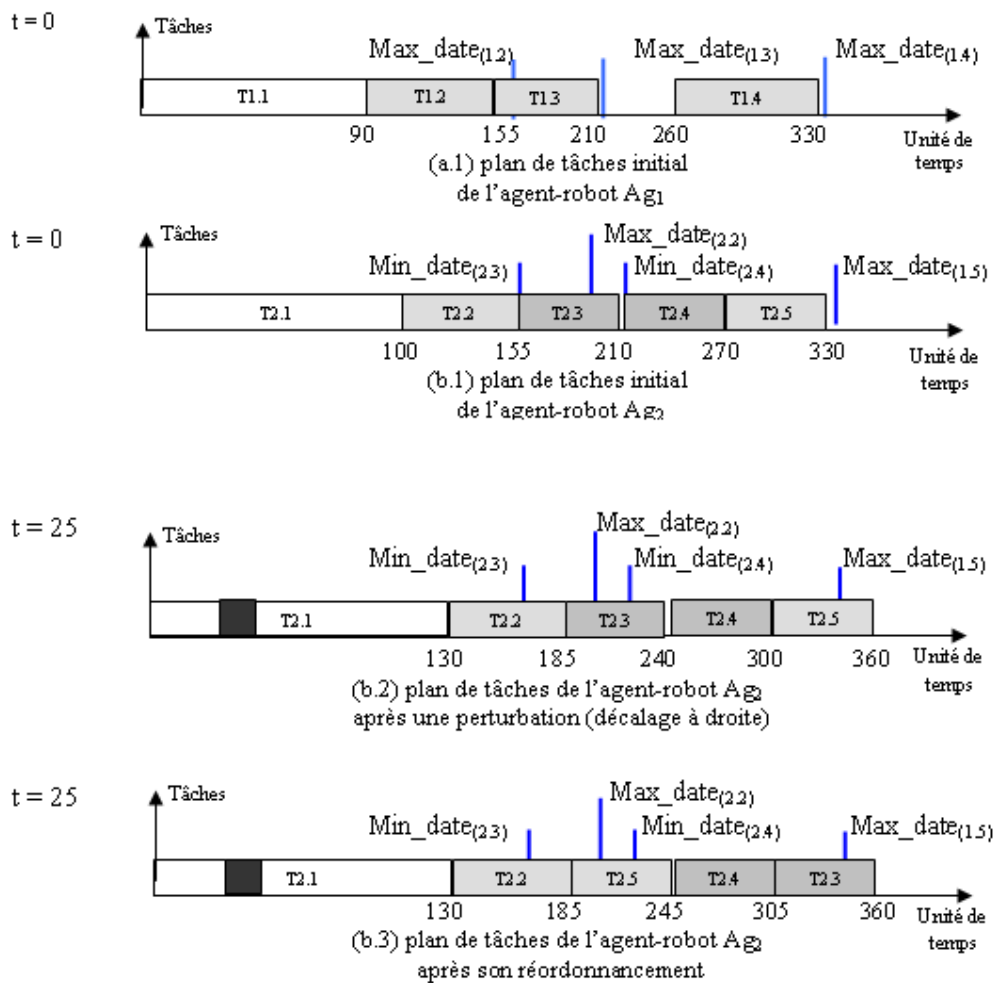 t = 0
Tâches
Max_date(1.2)
Max_date(1.3)
Max_date(1.4)
T1.1
T1.2
T1.3
T1.4
90
155
210
260
330
Unité de
temps
(a.1) plan de tâches initial
de l'agent-robot Ag1
t = 0
Tâches
Max_date(2.2)
Min_date(2.3)
Min_date(2.4)
Max_date(1.5)
T2.1
T2.2
T2.3
T2.4
T2.5
100
155
210
270
330
Unité de
temps
(b.1) plan de tâches initial
de l'agent-robot Ag2
t = 25
Tâches
Max_date(2.2)
Min_date(2.3)
Min_date(2.4)
Max_date(1.5)
T2.1
T2.2
T2.3
T2.4
T2.5
130
185
240
300
360
Unité de
temps
(b.2) plan de tâches de l'agent-robot Ag2
après une perturbation (décalage à droite)
t = 25
Tâches
Max_date(2.2)
Min_date(2.3)
Min_date(2.4)
Max_date(1.5)
T2.1
T2.2
T2.5
T2.4
T2.3
130
185
245
305
360
Unité de
temps
(b.3) plan de tâches de l'agent-robot Ag2
après son réordonnancement